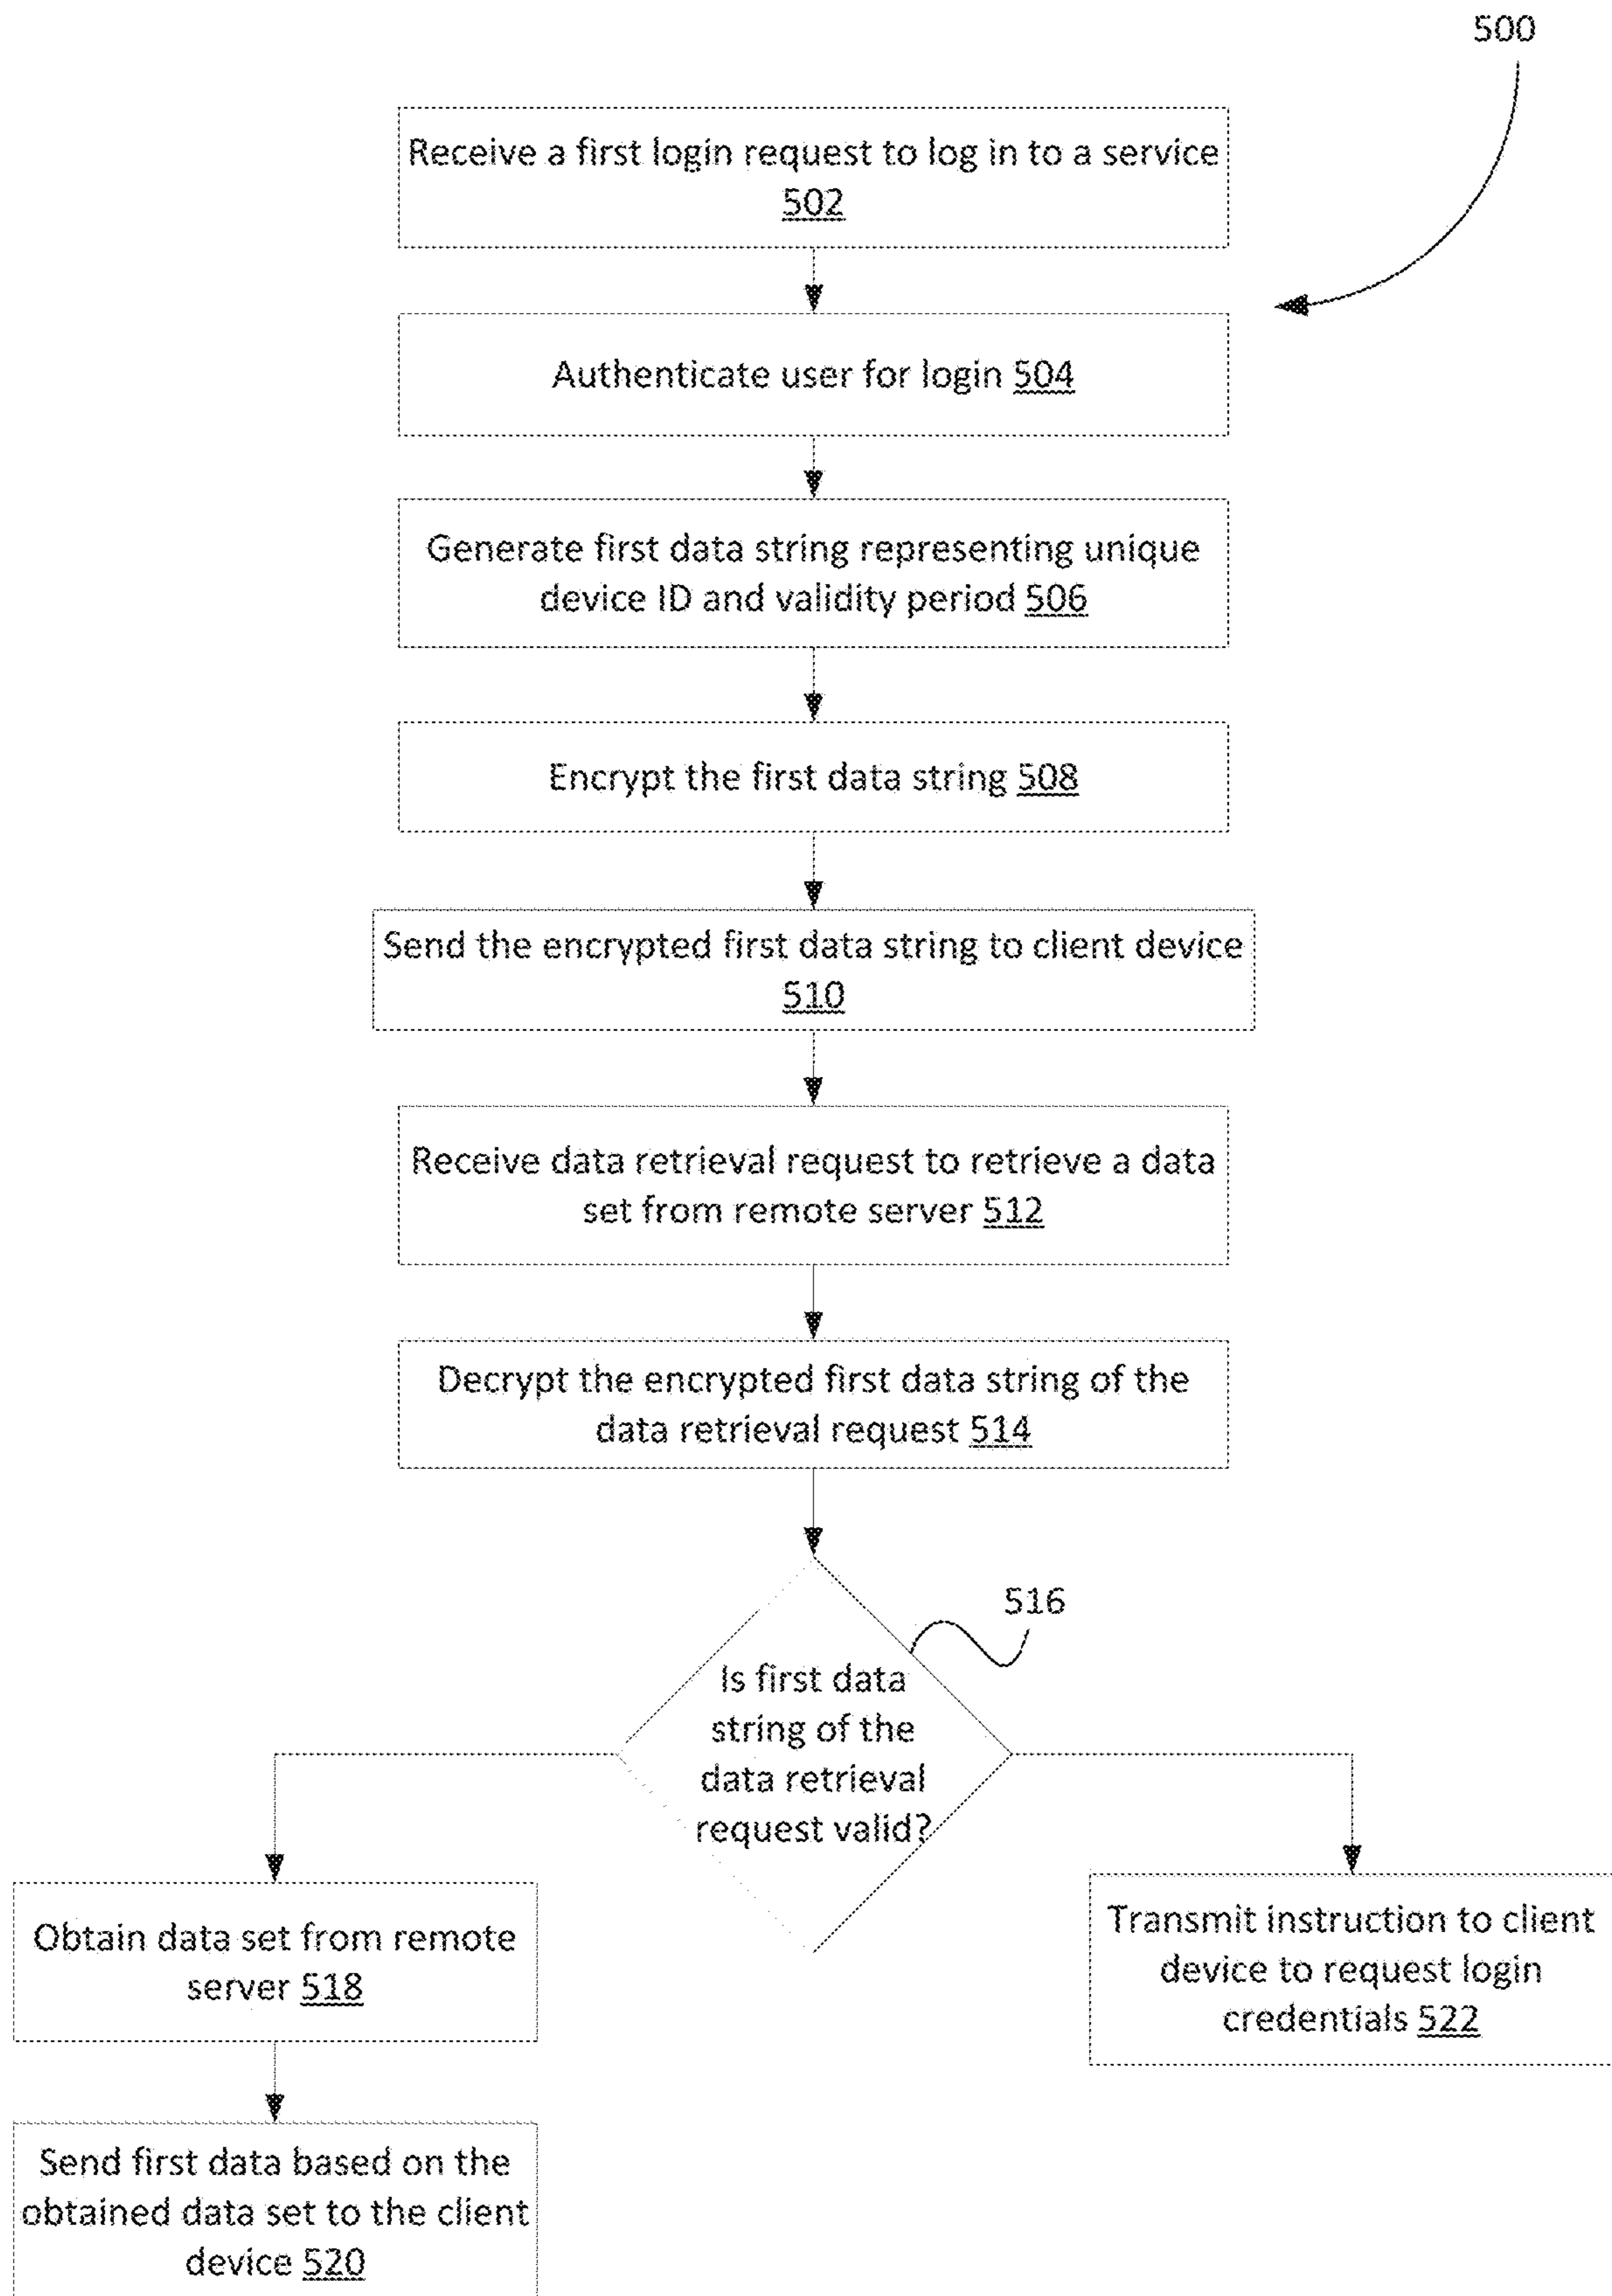 500
Receive a first login request to log in to a service
502
Authenticate user for login 504
Generate first data string representing unique
device ID and validity period 506
Encrypt the first data string 508
Send the encrypted first data string to client device
510
Receive data retrieval request to retrieve a data
set from remote server 512
Decrypt the encrypted first data string of the
data retrieval request 514
516
Is first data
string of the
data retrieval
request valid?
Obtain data set from remote
server 518
Transmit instruction to client
device to request login
credentials 522
Send first data based on the
obtained data set to the client
device 520